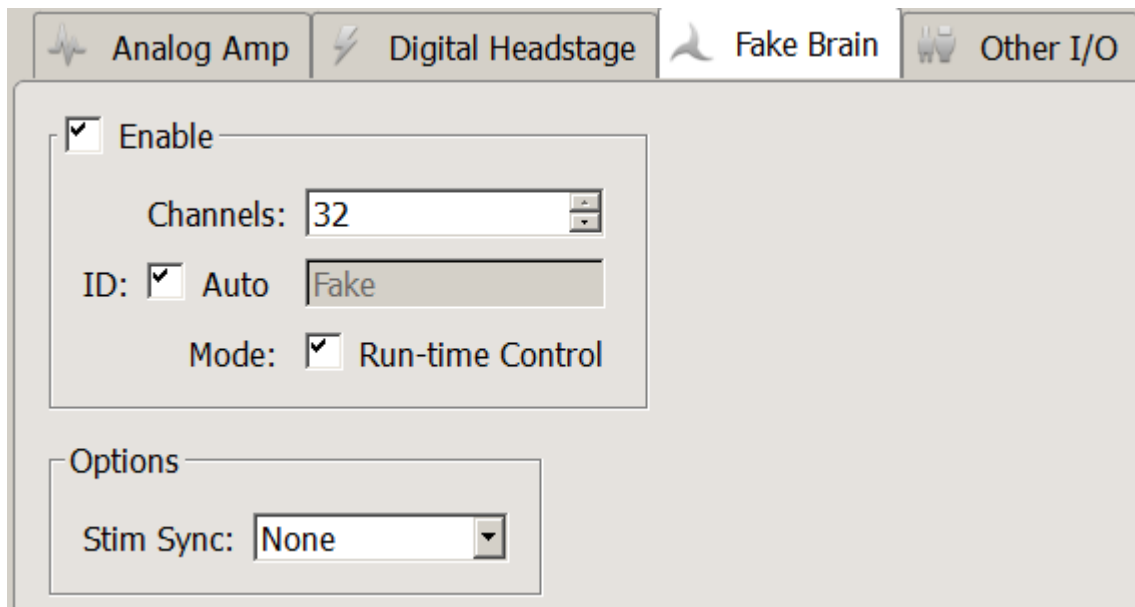 Analog Amp Digital Headstage Fake Brain Other I/O
Enable
Channels: 32
ID: Auto Fake
Mode: Run-time Control
Options
Stim Sync: None